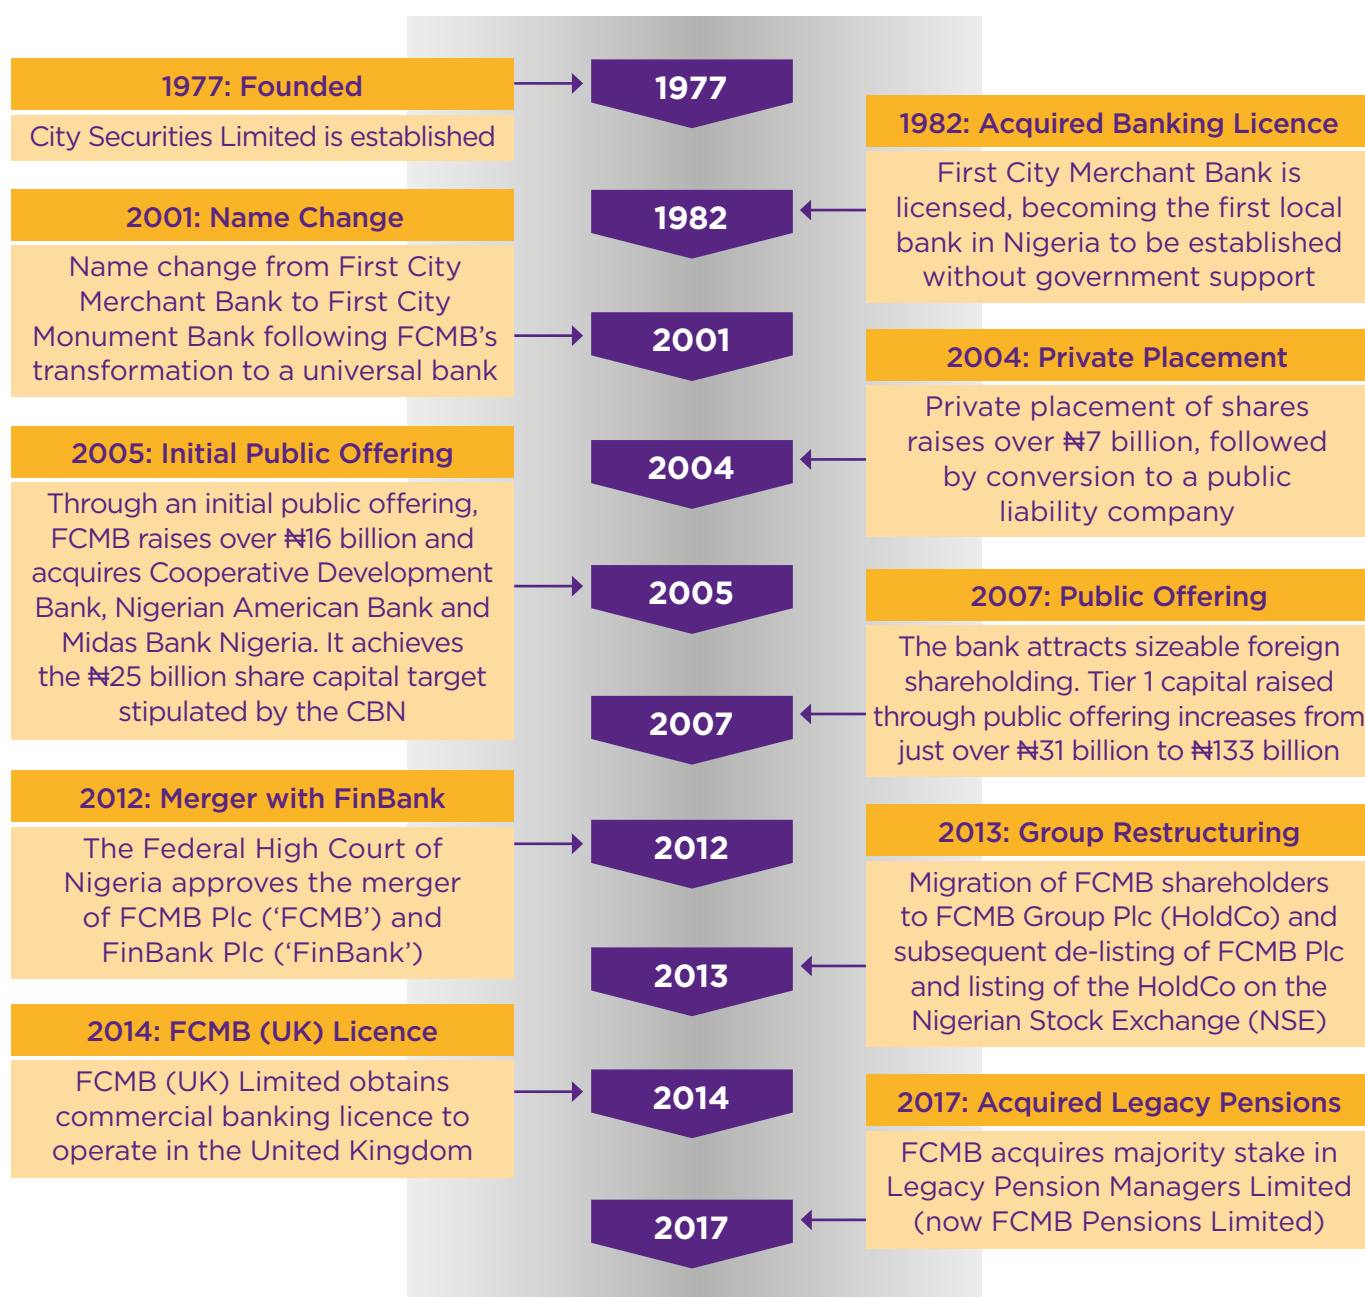 1977: Founded
City Securities Limited is established
1977
1982: Acquired Banking Licence
First City Merchant Bank is
licensed, becoming the first local
bank in Nigeria to be established
without government support
1982
2001: Name Change
Name change from First City
Merchant Bank to First City
Monument Bank following FCMB’s
transformation to a universal bank
2001
2004: Private Placement
Private placement of shares
raises over ₦7 billion, followed
by conversion to a public
liability company
2004
2005: Initial Public Offering
Through an initial public offering,
FCMB raises over ₦16 billion and
acquires Cooperative Development
Bank, Nigerian American Bank and
Midas Bank Nigeria. It achieves
the ₦25 billion share capital target
stipulated by the CBN
2005
2007: Public Offering
The bank attracts sizeable foreign
shareholding. Tier 1 capital raised
through public offering increases from
just over ₦31 billion to ₦133 billion
2007
2012: Merger with FinBank
The Federal High Court of
Nigeria approves the merger
of FCMB Plc (‘FCMB’) and
FinBank Plc (‘FinBank’)
2012
2013: Group Restructuring
Migration of FCMB shareholders
to FCMB Group Plc (HoldCo) and
subsequent de-listing of FCMB Plc
and listing of the HoldCo on the
Nigerian Stock Exchange (NSE)
2013
2014: FCMB (UK) Licence
FCMB (UK) Limited obtains
commercial banking licence to
operate in the United Kingdom
2014
2017: Acquired Legacy Pensions
FCMB acquires majority stake in
Legacy Pension Managers Limited
(now FCMB Pensions Limited)
2017